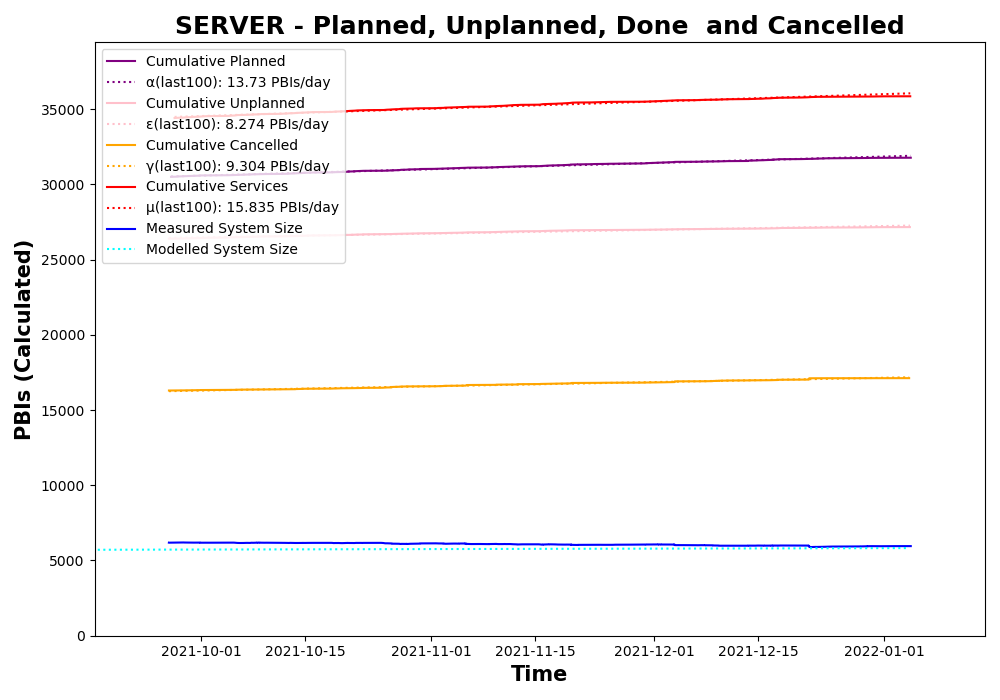 SERVER - Planned, Unplanned, Done  and Cancelled
Cumulative Planned
α(last100): 13.73 PBIs/day
Cumulative Unplanned
ε(last100): 8.274 PBIs/day
Cumulative Cancelled
γ(last100): 9.304 PBIs/day
Cumulative Services
μ(last100): 15.835 PBIs/day
Measured System Size
Modelled System Size
PBIs (Calculated)
35000
30000
25000
20000
15000
10000
5000
0
2021-10-01
2021-10-15
2021-11-01
2021-11-15
2021-12-01
2021-12-15
2022-01-01
Time